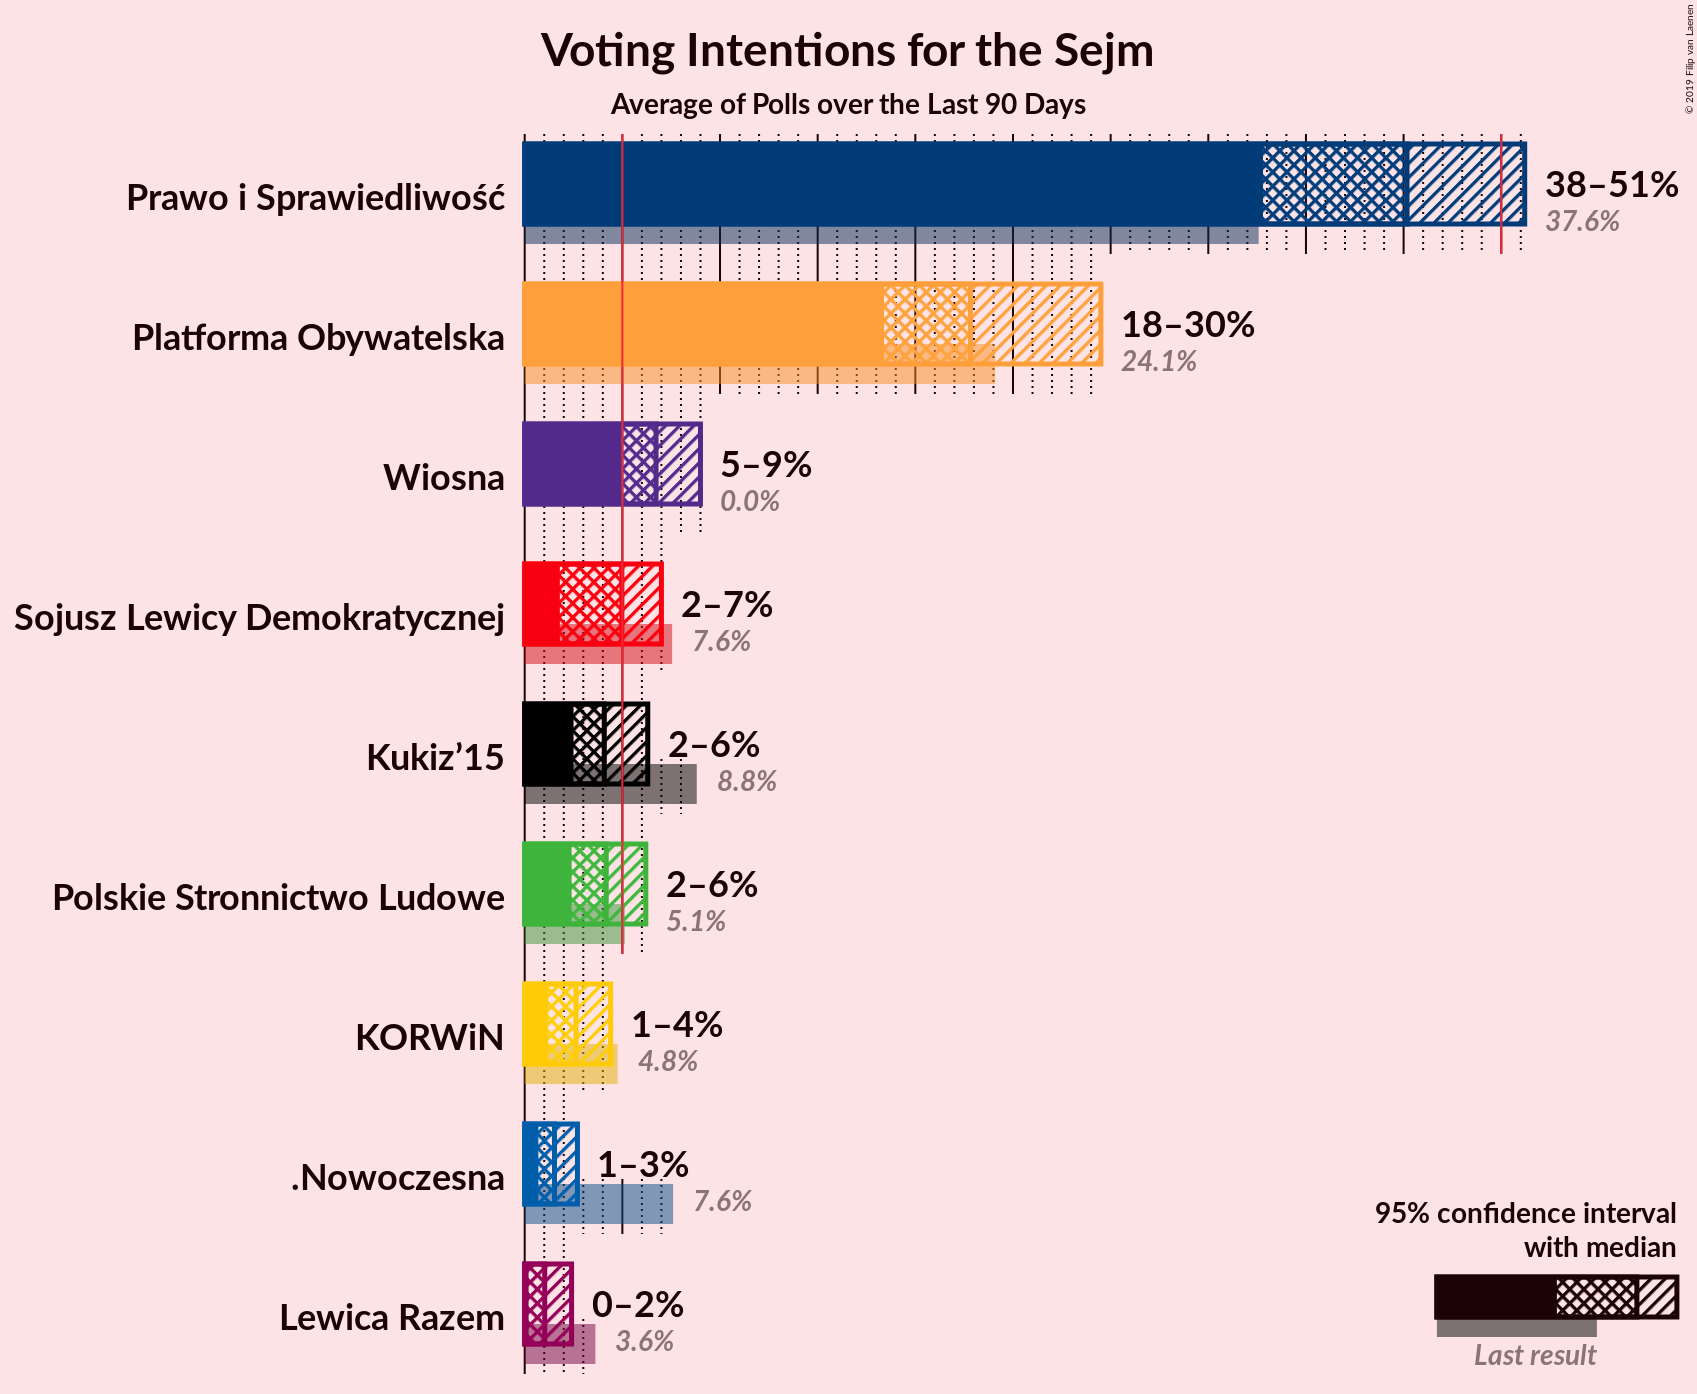 Voting Intentions for the Sejm
Average of Polls over the Last 90 Days
© 2019 Filip van Laenen
Prawo i Sprawiedliwość
38–51%
37.6%
Platforma Obywatelska
18–30%
24.1%
Wiosna
5–9%
0.0%
Sojusz Lewicy Demokratycznej
2–7%
7.6%
Kukiz’15
2–6%
8.8%
Polskie Stronnictwo Ludowe
2–6%
5.1%
KORWiN
1–4%
4.8%
.Nowoczesna
1–3%
7.6%
Lewica Razem
0–2%
3.6%
95% confidence interval
with median
Last result